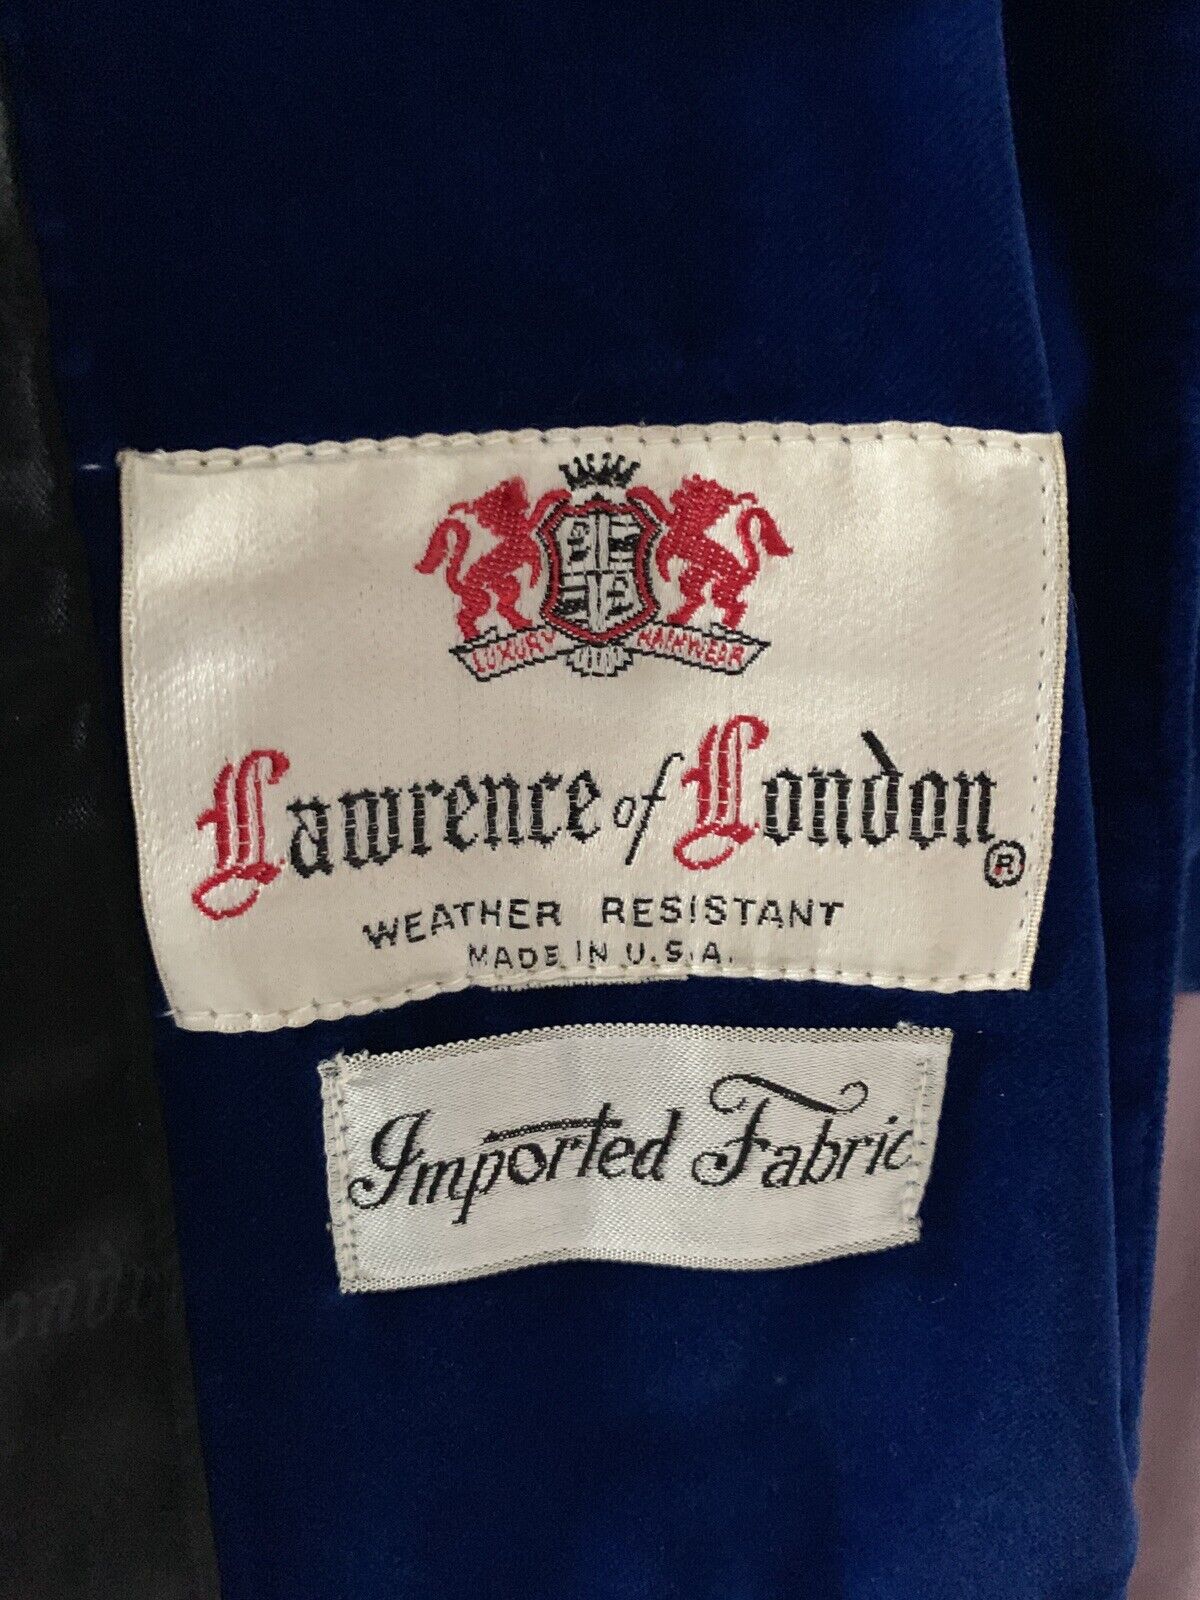 LUXURY RAINWEAR
Lawrence of London ®
WEATHER RESISTANT
MADE IN U.S.A.
Imported Fabric